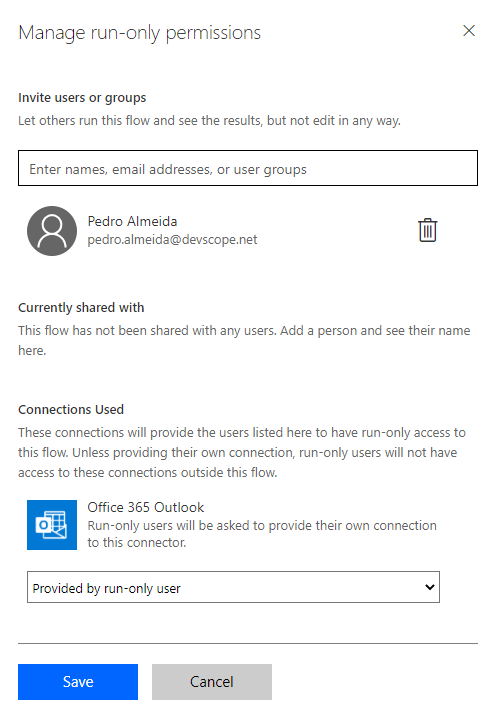 Manage run-only permissions
Invite users or groups
Let others run this flow and see the results, but not edit in any way.
Enter names, email addresses, or user groups
Pedro Almeida
pedro.almeida@devscope.net
Currently shared with
This flow has not been shared with any users. Add a person and see their name
here.
Connections Used
These connections will provide the users listed here to have run-only access to
this flow. Unless providing their own connection, run-only users will not have
access to these connections outside this flow.
Office 365 Outlook
Run-only users will be asked to provide their own connection
to this connector.
Provided by run-only user
Save
Cancel